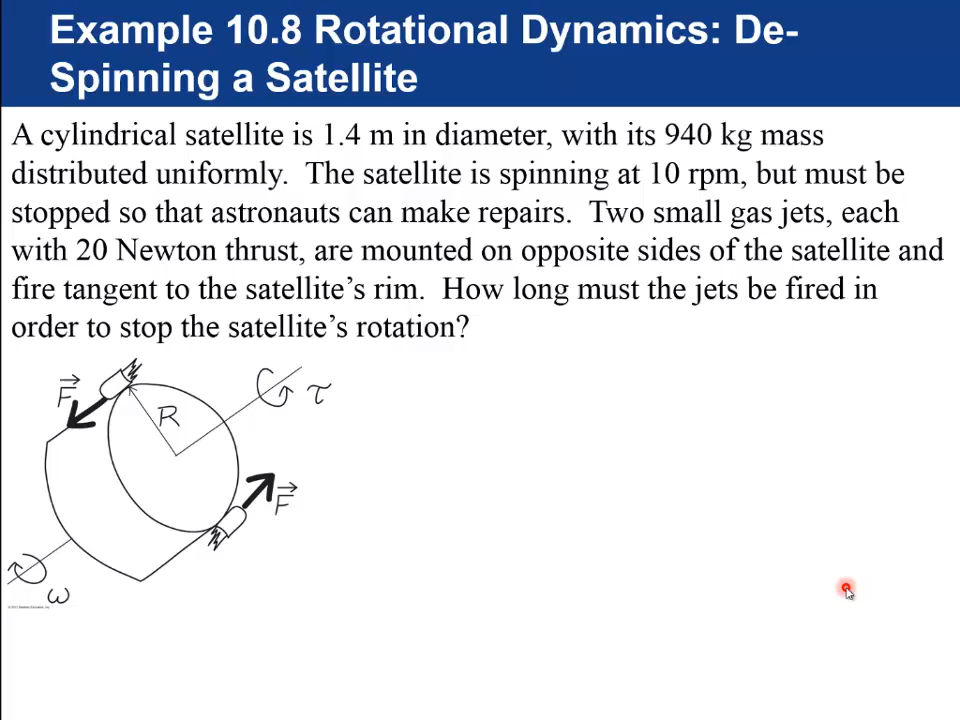 Example 10.8 Rotational Dynamics: De-
Spinning a Satellite
A cylindrical satellite is 1.4 m in diameter, with its 940 kg mass
distributed uniformly. The satellite is spinning at 10 rpm, but must be
stopped so that astronauts can make repairs. Two small gas jets, each
with 20 Newton thrust, are mounted on opposite sides of the satellite and
fire tangent to the satellite’s rim. How long must the jets be fired in
order to stop the satellite’s rotation?
F
R
τ
F
ω